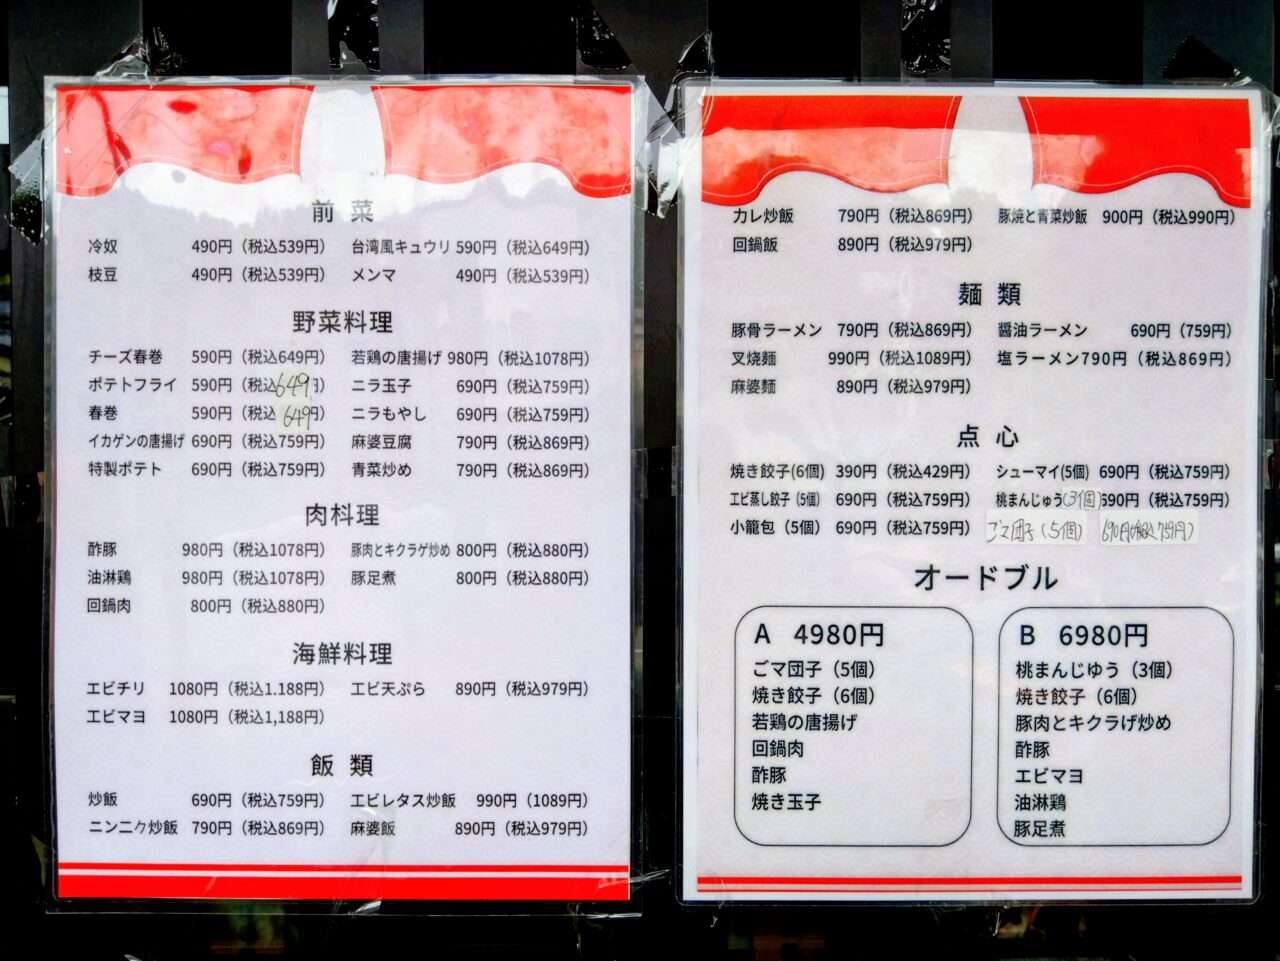 前 菜
冷奴 490円（税込539円） 台湾風キュウリ 590円（税込649円）
枝豆 490円（税込539円） メンマ 490円（税込539円）
野菜料理
チーズ春巻 590円（税込649円） 若鶏の唐揚げ 980円（税込1078円）
ポテトフライ 590円（税込649円） ニラ玉子 690円（税込759円）
春巻 590円（税込649円） ニラもやし 690円（税込759円）
イカゲンの唐揚げ 690円（税込759円） 麻婆豆腐 790円（税込869円）
特製ポテト 690円（税込759円） 青菜炒め 790円（税込869円）
肉料理
酢豚 980円（税込1078円） 豚肉とキクラゲ炒め 800円（税込880円）
油淋鶏 980円（税込1078円） 豚足煮 800円（税込880円）
回鍋肉 800円（税込880円）
海鮮料理
エビチリ 1080円（税込1.188円） エビ天ぷら 890円（税込979円）
エビマヨ 1080円（税込1,188円）
飯 類
炒飯 690円（税込759円） エビレタス炒飯 990円（1089円）
ニンニク炒飯 790円（税込869円） 麻婆飯 890円（税込979円）
カレ炒飯 790円（税込869円） 豚焼と青菜炒飯 900円（税込990円）
回鍋飯 890円（税込979円）
麺 類
豚骨ラーメン 790円（税込869円） 醤油ラーメン 690円（759円）
叉焼麺 990円（税込1089円） 塩ラーメン790円（税込869円）
麻婆麺 890円（税込979円）
点 心
焼き餃子(6個) 390円（税込429円） シューマイ(5個) 690円（税込759円）
エビ蒸し餃子（5個） 690円（税込759円） 桃まんじゅう(3個) 690円（税込759円）
小籠包（5個） 690円（税込759円） ゴマ団子（5個） 690円(税込759円)
オードブル
A 4980円
ごマ団子（5個）
焼き餃子（6個）
若鶏の唐揚げ
回鍋肉
酢豚
焼き玉子
B 6980円
桃まんじゆう（3個）
焼き餃子（6個）
豚肉とキクラげ炒め
酢豚
エビマヨ
油淋鶏
豚足煮